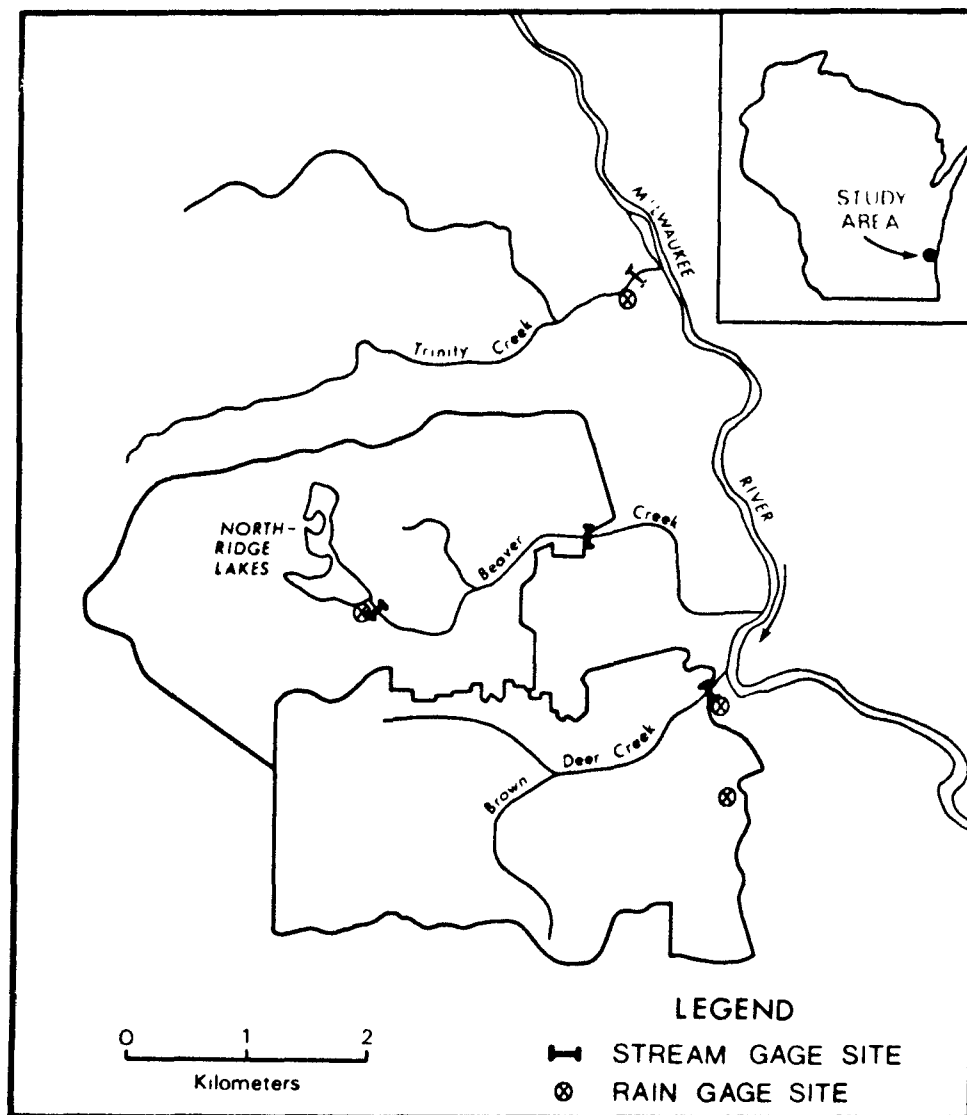 MILWAUKEE
STUDY
AREA
Trinity Creek
RIVER
NORTH-
RIDGE
LAKES
Beaver Creek
Brown Deer Creek
LEGEND
0 1 2
Kilometers
STREAM GAGE SITE
RAIN GAGE SITE